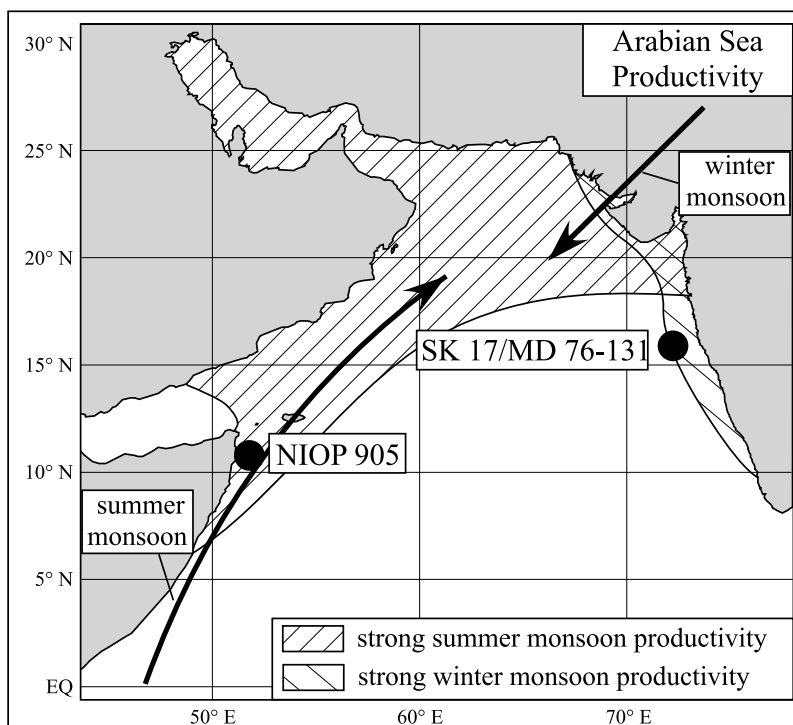 30° N
Arabian Sea
Productivity
25° N
winter
monsoon
20° N
SK 17/MD 76-131
15° N
NIOP 905
10° N
summer
monsoon
5° N
strong summer monsoon productivity
strong winter monsoon productivity
EQ
50° E
60° E
70° E